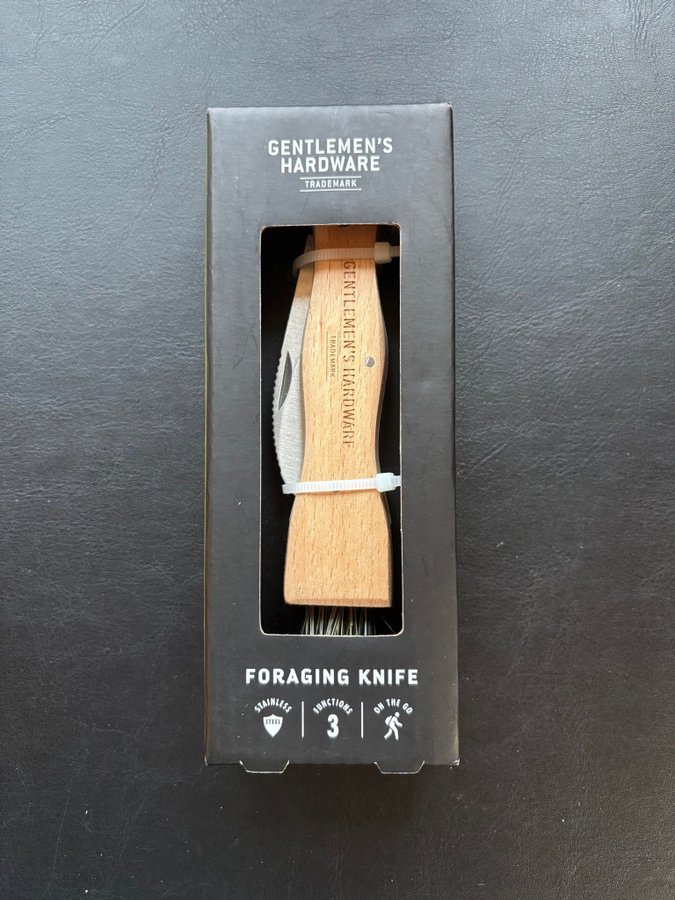 GENTLEMEN'S
HARDWARE
TRADEMARK
GENTLEMEN'S HARDWARE
TRADEMARK
FORAGING KNIFE
STAINLESS
STEEL
FUNCTIONS
3
ON THE GO